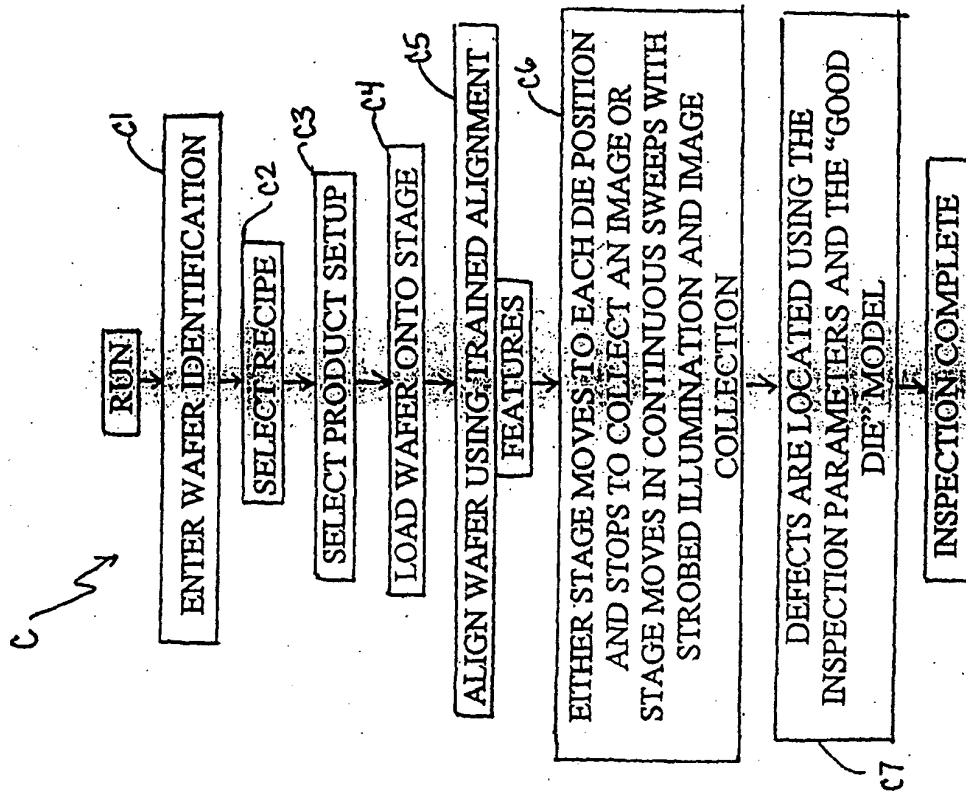 C
RUN
C1
ENTER WAFER IDENTIFICATION
C2
SELECT RECIPE
C3
SELECT PRODUCT SETUP
C4
LOAD WAFER ONTO STAGE
C5
ALIGN WAFER USING TRAINED ALIGNMENT
FEATURES
C6
EITHER STAGE MOVES TO EACH DIE POSITION
AND STOPS TO COLLECT AN IMAGE OR
STAGE MOVES IN CONTINUOUS SWEEPS WITH
STROBED ILLUMINATION AND IMAGE
COLLECTION
DEFECTS ARE LOCATED USING THE
INSPECTION PARAMETERS AND THE "GOOD
DIE" MODEL
C7
INSPECTION COMPLETE